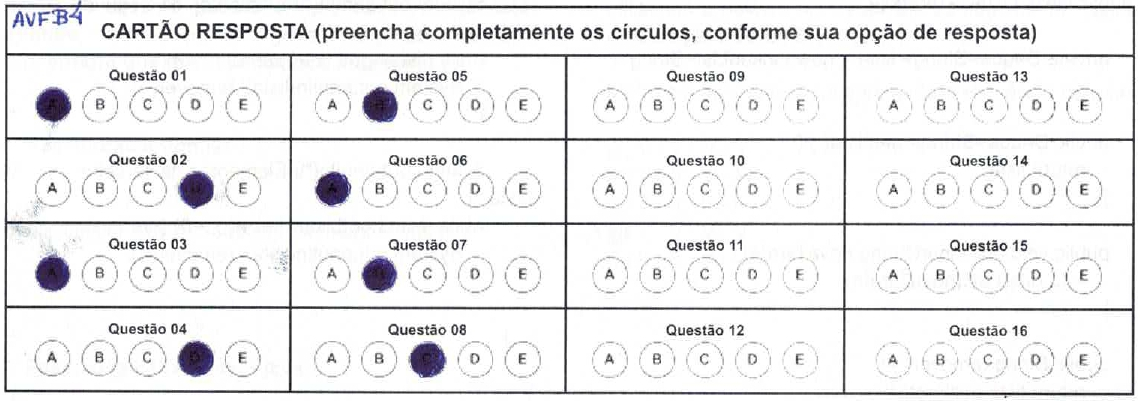 AVFB4
CARTÃO RESPOSTA (preencha completamente os círculos, conforme sua opção de resposta)
Questão 01 Questão 05 Questão 09 Questão 13
A B C D E A B C D E A B C D E A B C D E
Questão 02 Questão 06 Questão 10 Questão 14
A B C D E A B C D E A B C D E A B C D E
Questão 03 Questão 07 Questão 11 Questão 15
A B C D E A B C D E A B C D E A B C D E
Questão 04 Questão 08 Questão 12 Questão 16
A B C D E A B C D E A B C D E A B C D E